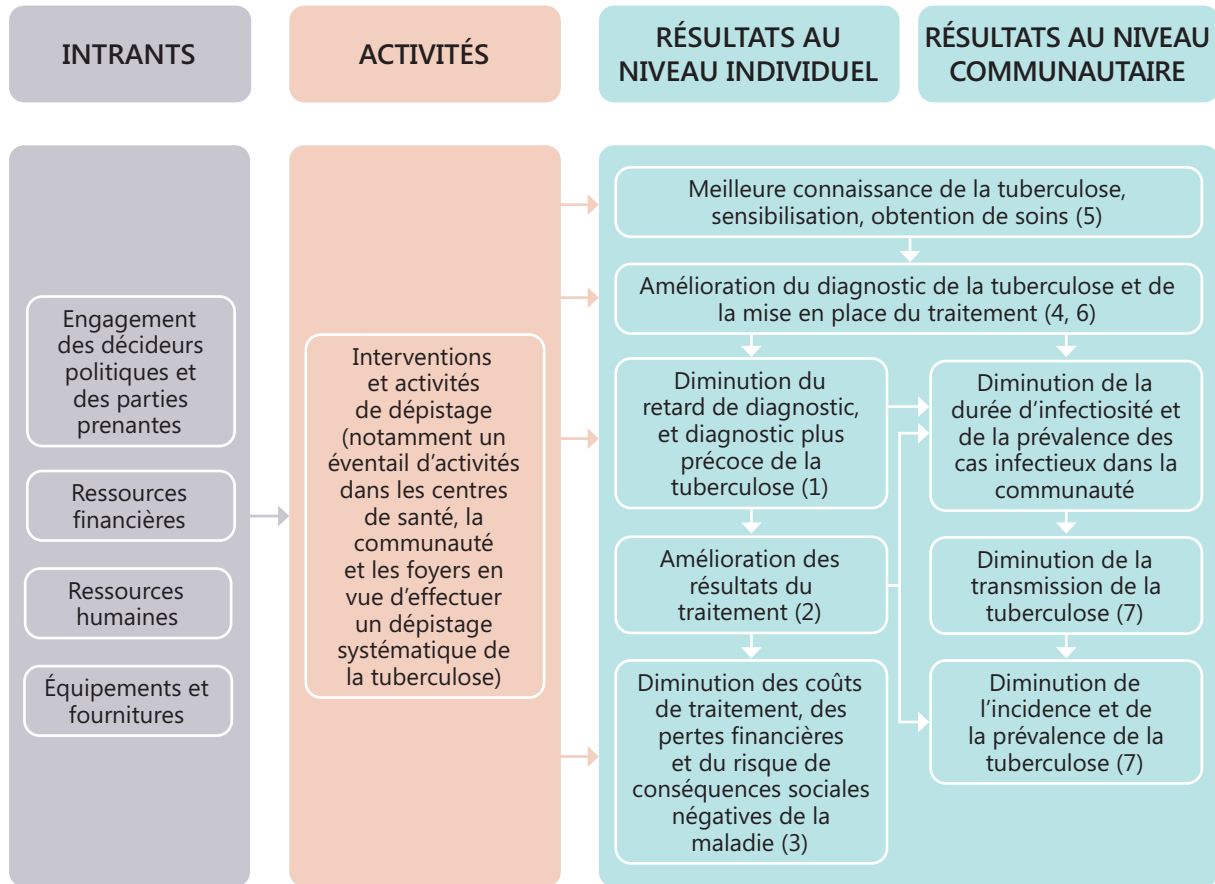 INTRANTS
ACTIVITÉS
RÉSULTATS AU
NIVEAU INDIVIDUEL
RÉSULTATS AU NIVEAU
COMMUNAUTAIRE
Engagement
des décideurs
politiques et
des parties
prenantes
Ressources
financières
Ressources
humaines
Équipements et
fournitures
Interventions
et activités
de dépistage
(notamment un
éventail d’activités
dans les centres
de santé, la
communauté
et les foyers en
vue d’effectuer
un dépistage
systématique de
la tuberculose)
Meilleure connaissance de la tuberculose,
sensibilisation, obtention de soins (5)
Amélioration du diagnostic de la tuberculose et de
la mise en place du traitement (4, 6)
Diminution du
retard de diagnostic,
et diagnostic plus
précoce de la
tuberculose (1)
Amélioration des
résultats du
traitement (2)
Diminution des coûts
de traitement, des
pertes financières
et du risque de
conséquences sociales
négatives de la
maladie (3)
Diminution de la
durée d’infectiosité et
de la prévalence des
cas infectieux dans la
communauté
Diminution de la
transmission de la
tuberculose (7)
Diminution de
l’incidence et de
la prévalence de la
tuberculose (7)